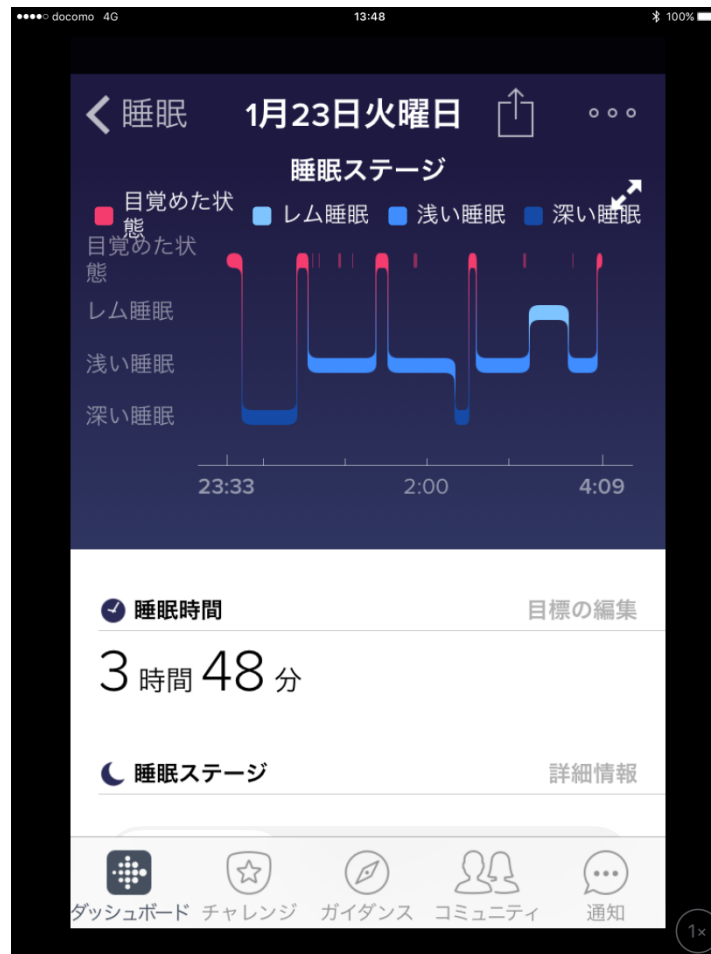 docomo 4G 13:48 100%
睡眠 1月23日火曜日
睡眠ステージ
目覚めた状態 レム睡眠 浅い睡眠 深い睡眠
目覚めた状態
レム睡眠
浅い睡眠
深い睡眠
23:33 2:00 4:09
睡眠時間 目標の編集
3 時間 48 分
睡眠ステージ 詳細情報
ダッシュボード チャレンジ ガイダンス コミュニティ 通知
1×